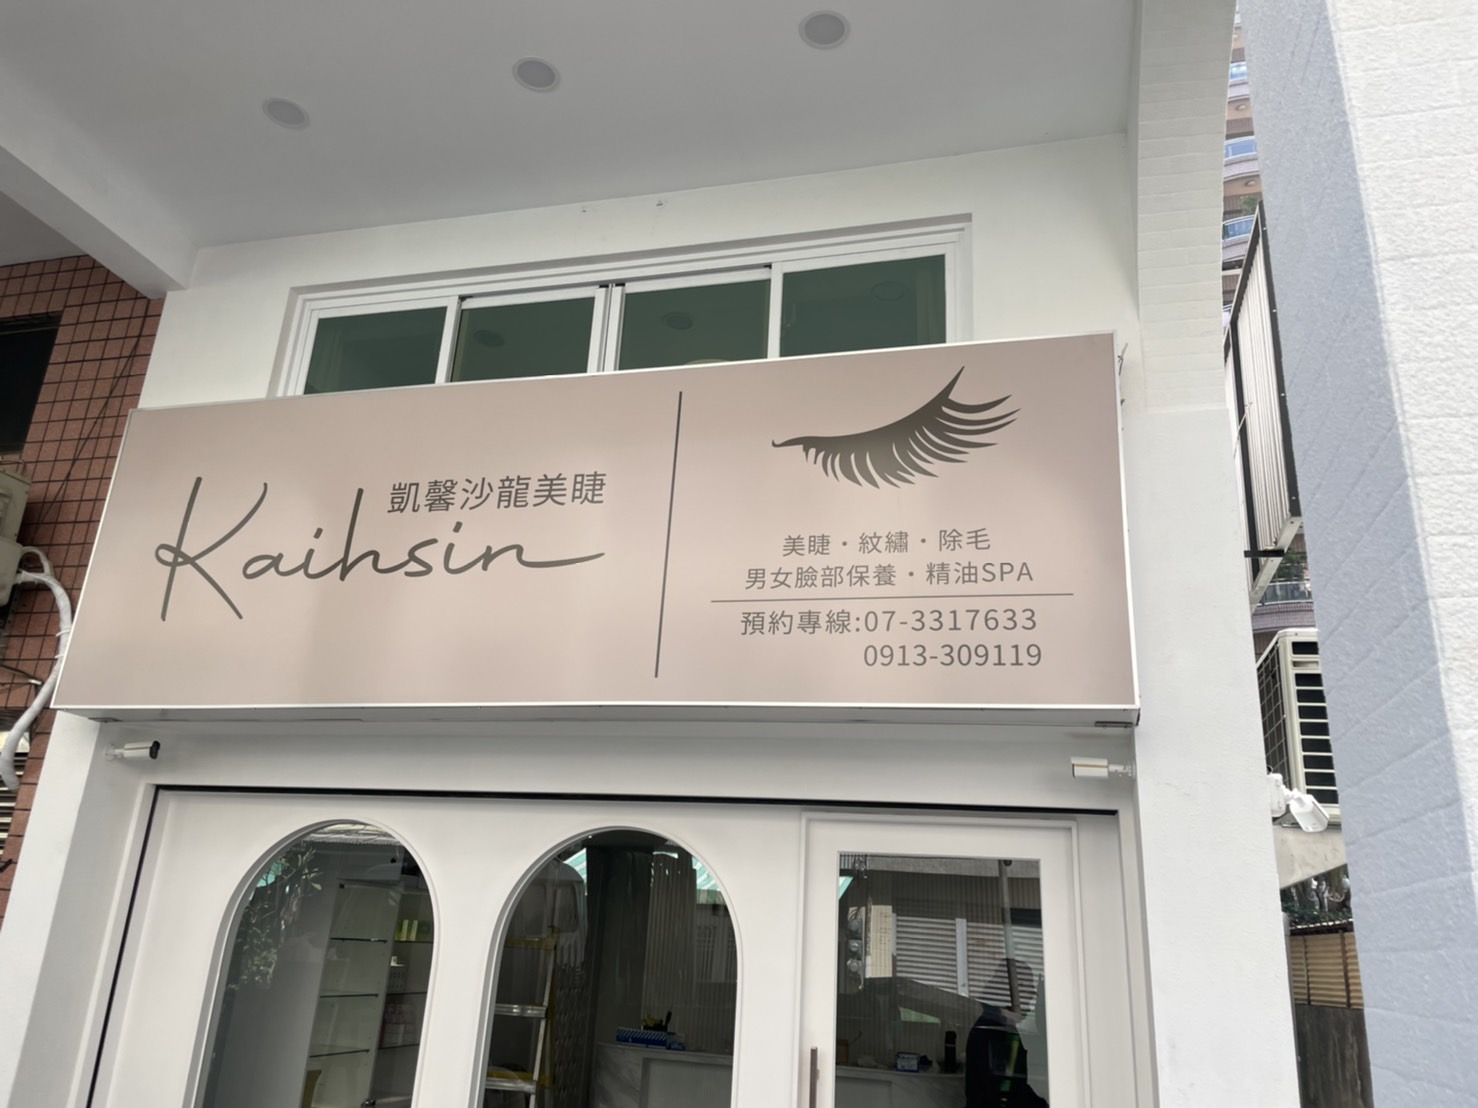 凱馨沙龍美睫
Kaihsin
美睫・紋繡・除毛
男女臉部保養・精油SPA
預約專線:07-3317633
0913-309119